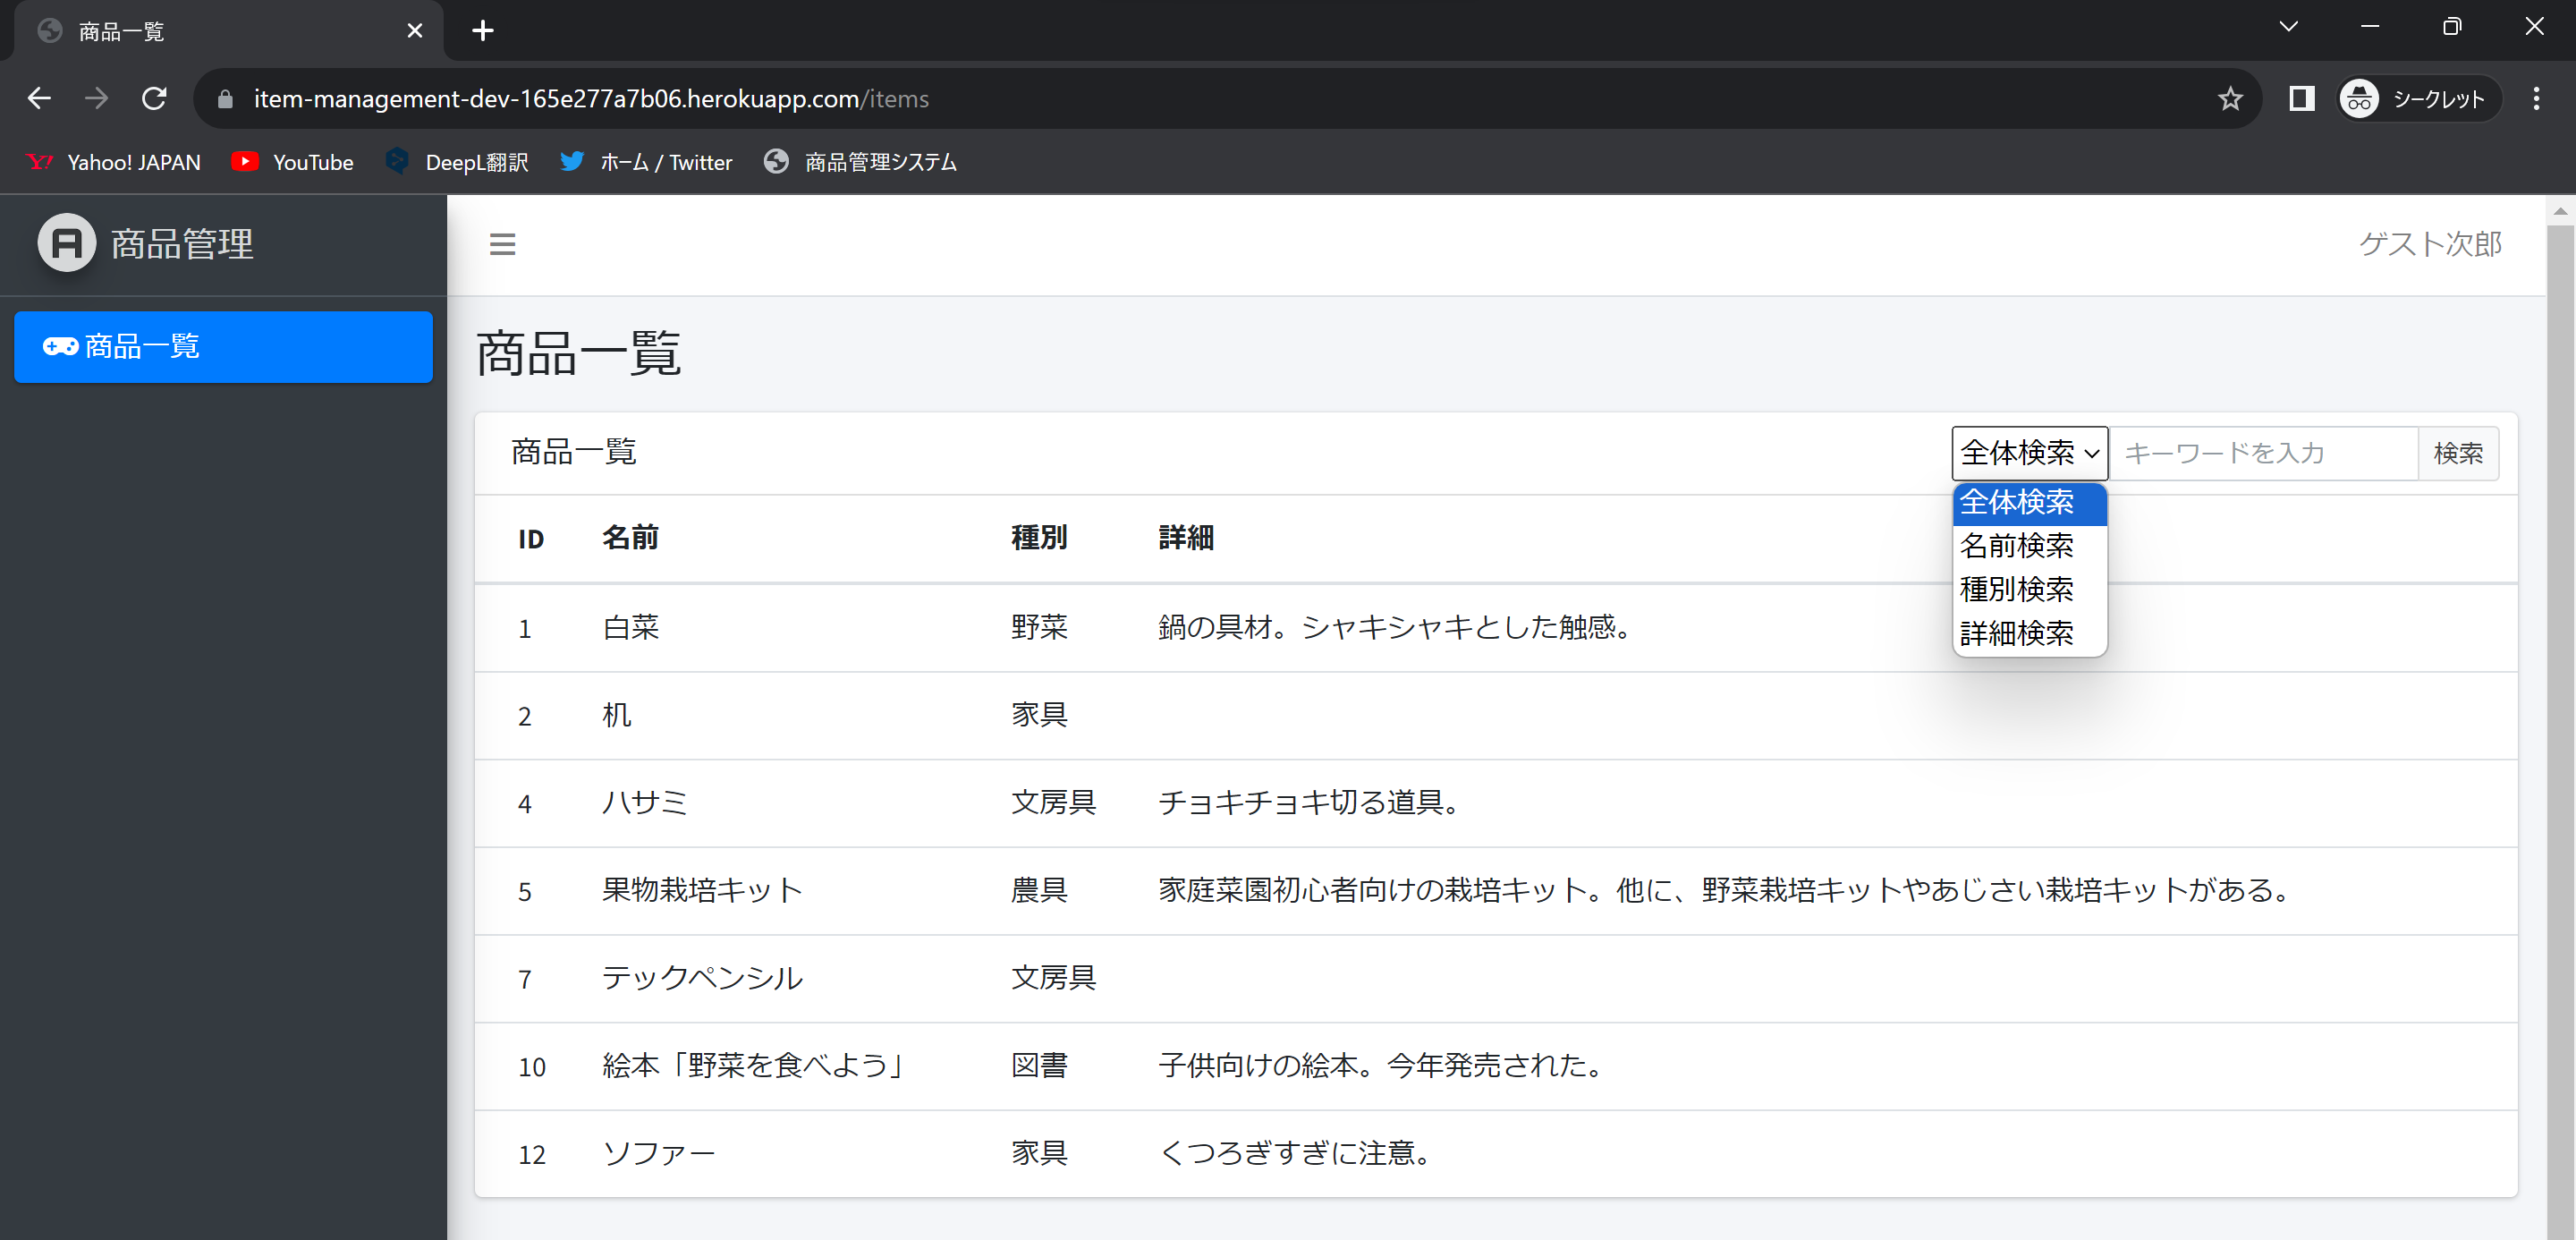 商品一覧
item-management-dev-165e277a7b06.herokuapp.com/items
シークレット
Yahoo! JAPAN YouTube DeepL翻訳 ホーム / Twitter 商品管理システム
商品管理
ゲスト次郎
商品一覧
商品一覧
商品一覧
全体検索 キーワードを入力 検索
全体検索
名前検索
種別検索
詳細検索
ID 名前 種別 詳細
1 白菜 野菜 鍋の具材。シャキシャキとした触感。
2 机 家具
4 ハサミ 文房具 チョキチョキ切る道具。
5 果物栽培キット 農具 家庭菜園初心者向けの栽培キット。他に、野菜栽培キットやあじさい栽培キットがある。
7 テックペンシル 文房具
10 絵本「野菜を食べよう」 図書 子供向けの絵本。今年発売された。
12 ソファー 家具 くつろぎすぎに注意。